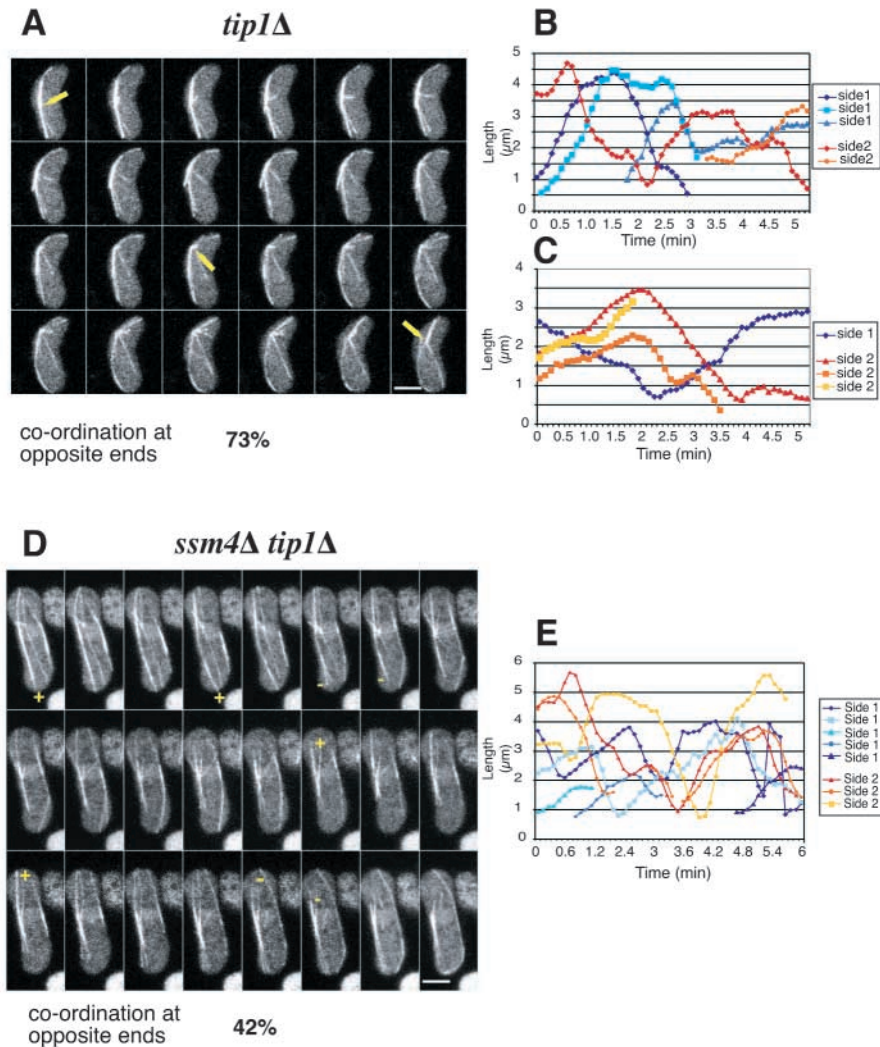 A
tip1Δ
B
5
4
3
2
1
0
Length
(μm)
0 0.5 1.0 1.5 2 2.5 3 3.5 4 4.5 5
Time (min)
side1
side1
side1
side2
side2
C
4
3
2
1
0
Length
(μm)
0 0.5 1.0 1.5 2 2.5 3 3.5 4 4.5 5
Time (min)
side 1
side 2
side 2
side 2
co-ordination at
opposite ends
73%
D
ssm4Δ tip1Δ
+ + - -
+
+ - -
E
6
5
4
3
2
1
0
Length
(μm)
0 0.6 1.2 2.4 3 3.6 4.2 4.8 5.4 6
Time (min)
Side 1
Side 1
Side 1
Side 1
Side 1
Side 2
Side 2
Side 2
co-ordination at
opposite ends
42%